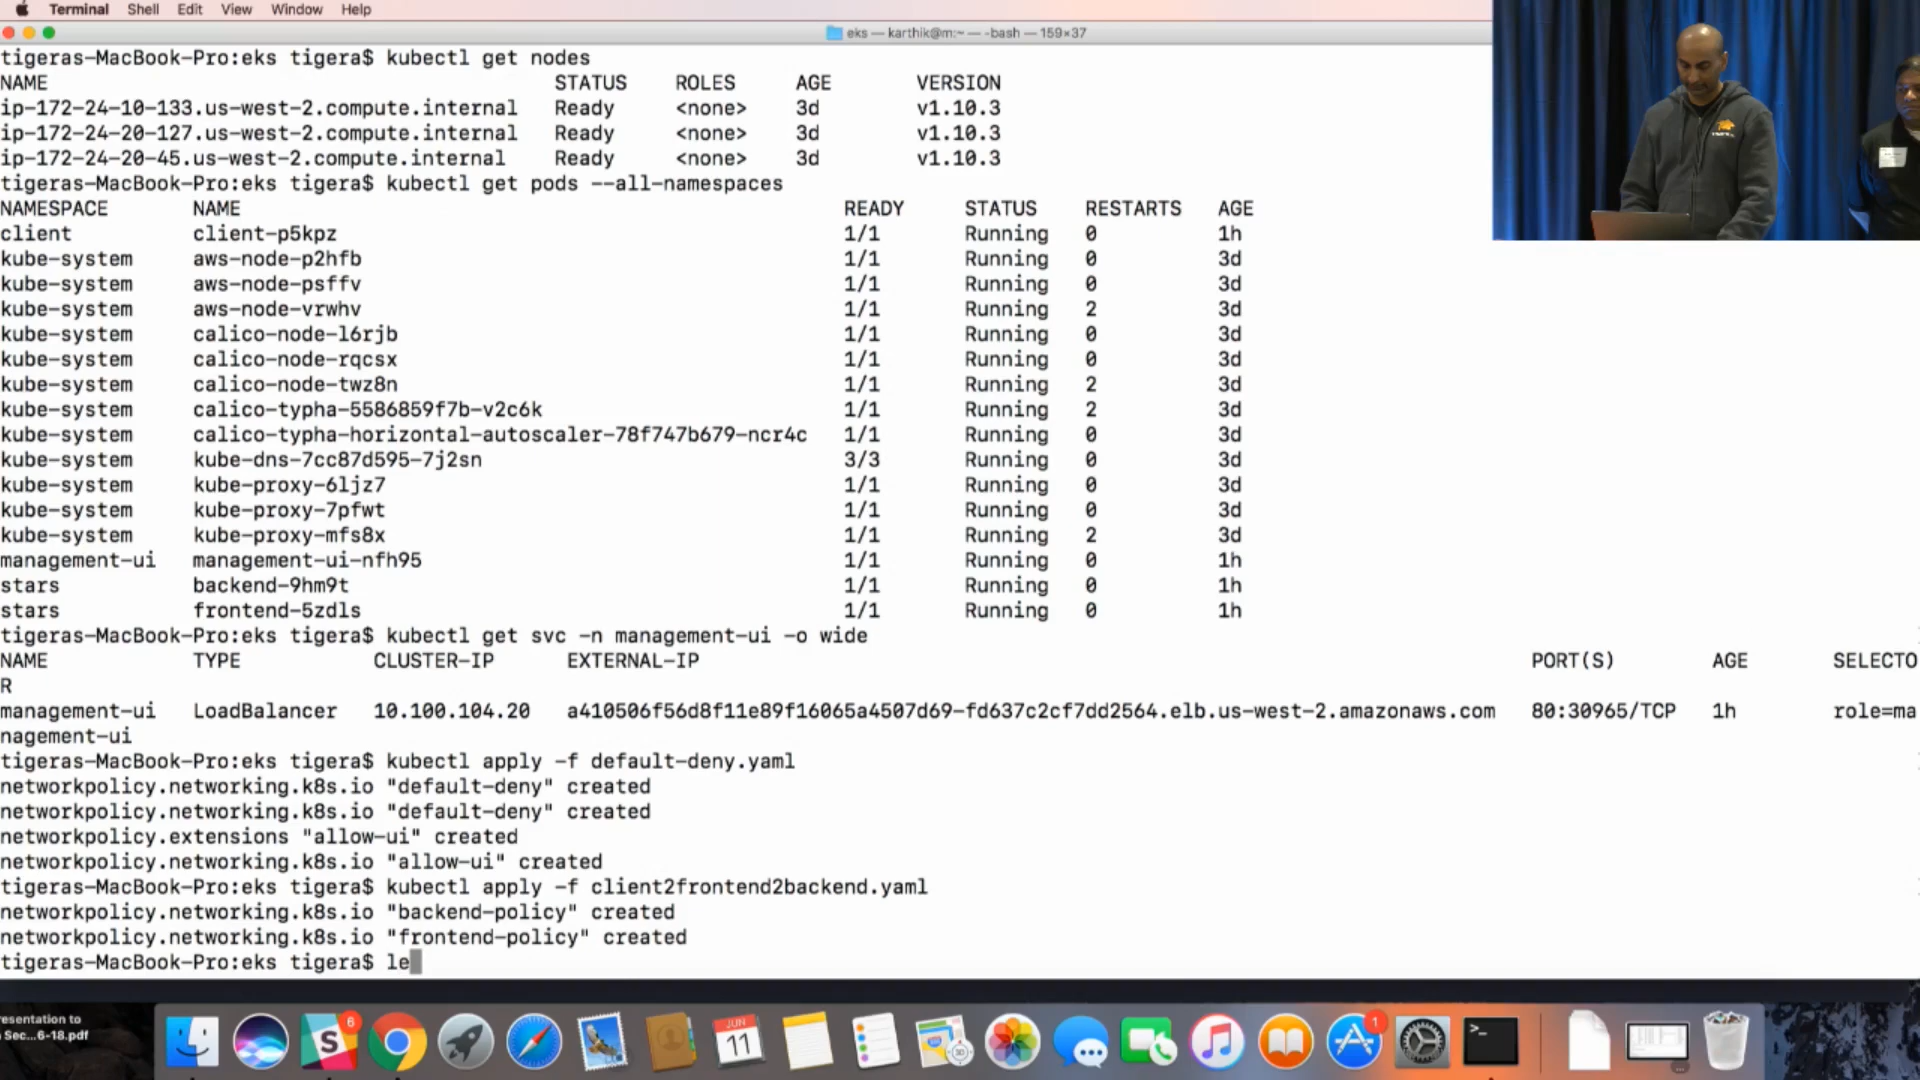 Terminal Shell Edit View Window Help
eks — karthik@m:~ — -bash — 159×37
tigeras-MacBook-Pro:eks tigera$ kubectl get nodes
NAME STATUS ROLES AGE VERSION
ip-172-24-10-133.us-west-2.compute.internal Ready <none> 3d v1.10.3
ip-172-24-20-127.us-west-2.compute.internal Ready <none> 3d v1.10.3
ip-172-24-20-45.us-west-2.compute.internal Ready <none> 3d v1.10.3
tigeras-MacBook-Pro:eks tigera$ kubectl get pods --all-namespaces
NAMESPACE NAME READY STATUS RESTARTS AGE
client client-p5kpz 1/1 Running 0 1h
kube-system aws-node-p2hfb 1/1 Running 0 3d
kube-system aws-node-psffv 1/1 Running 0 3d
kube-system aws-node-vrwhv 1/1 Running 2 3d
kube-system calico-node-l6rjb 1/1 Running 0 3d
kube-system calico-node-rqcsx 1/1 Running 0 3d
kube-system calico-node-twz8n 1/1 Running 2 3d
kube-system calico-typha-5586859f7b-v2c6k 1/1 Running 2 3d
kube-system calico-typha-horizontal-autoscaler-78f747b679-ncr4c 1/1 Running 0 3d
kube-system kube-dns-7cc87d595-7j2sn 3/3 Running 0 3d
kube-system kube-proxy-6ljz7 1/1 Running 0 3d
kube-system kube-proxy-7pfwt 1/1 Running 0 3d
kube-system kube-proxy-mfs8x 1/1 Running 2 3d
management-ui management-ui-nfh95 1/1 Running 0 1h
stars backend-9hm9t 1/1 Running 0 1h
stars frontend-5zdls 1/1 Running 0 1h
tigeras-MacBook-Pro:eks tigera$ kubectl get svc -n management-ui -o wide
NAME TYPE CLUSTER-IP EXTERNAL-IP PORT(S) AGE SELECTO
R
management-ui LoadBalancer 10.100.104.20 a410506f56d8f11e89f16065a4507d69-fd637c2cf7dd2564.elb.us-west-2.amazonaws.com 80:30965/TCP 1h role=ma
nagement-ui
tigeras-MacBook-Pro:eks tigera$ kubectl apply -f default-deny.yaml
networkpolicy.networking.k8s.io "default-deny" created
networkpolicy.networking.k8s.io "default-deny" created
networkpolicy.extensions "allow-ui" created
networkpolicy.networking.k8s.io "allow-ui" created
tigeras-MacBook-Pro:eks tigera$ kubectl apply -f client2frontend2backend.yaml
networkpolicy.networking.k8s.io "backend-policy" created
networkpolicy.networking.k8s.io "frontend-policy" created
tigeras-MacBook-Pro:eks tigera$ le
esentation to
Sec...6-18.pdf
6
JUN
11
1